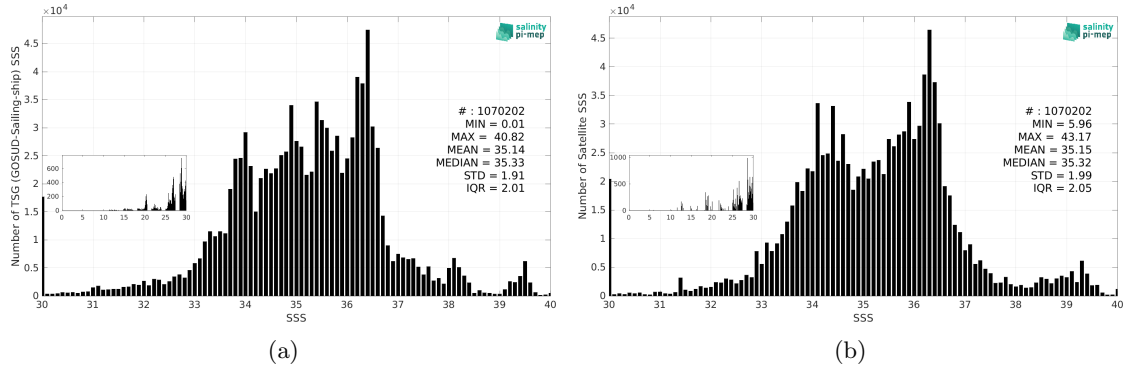 ×10⁴
salinity
pi-mep
Number of TSG (GOSUD-Sailing-ship) SSS
4.5
4
3.5
3
2.5
2
1.5
1
0.5
0
# : 1070202
MIN = 0.01
MAX = 40.82
MEAN = 35.14
MEDIAN = 35.33
STD = 1.91
IQR = 2.01
600
400
200
0
0 5 10 15 20 25 30
30 31 32 33 34 35 36 37 38 39 40
SSS
(a)
×10⁴
salinity
pi-mep
Number of Satellite SSS
4.5
4
3.5
3
2.5
2
1.5
1
0.5
0
# : 1070202
MIN = 5.96
MAX = 43.17
MEAN = 35.15
MEDIAN = 35.32
STD = 1.99
IQR = 2.05
1000
500
0
0 5 10 15 20 25 30
30 31 32 33 34 35 36 37 38 39 40
SSS
(b)